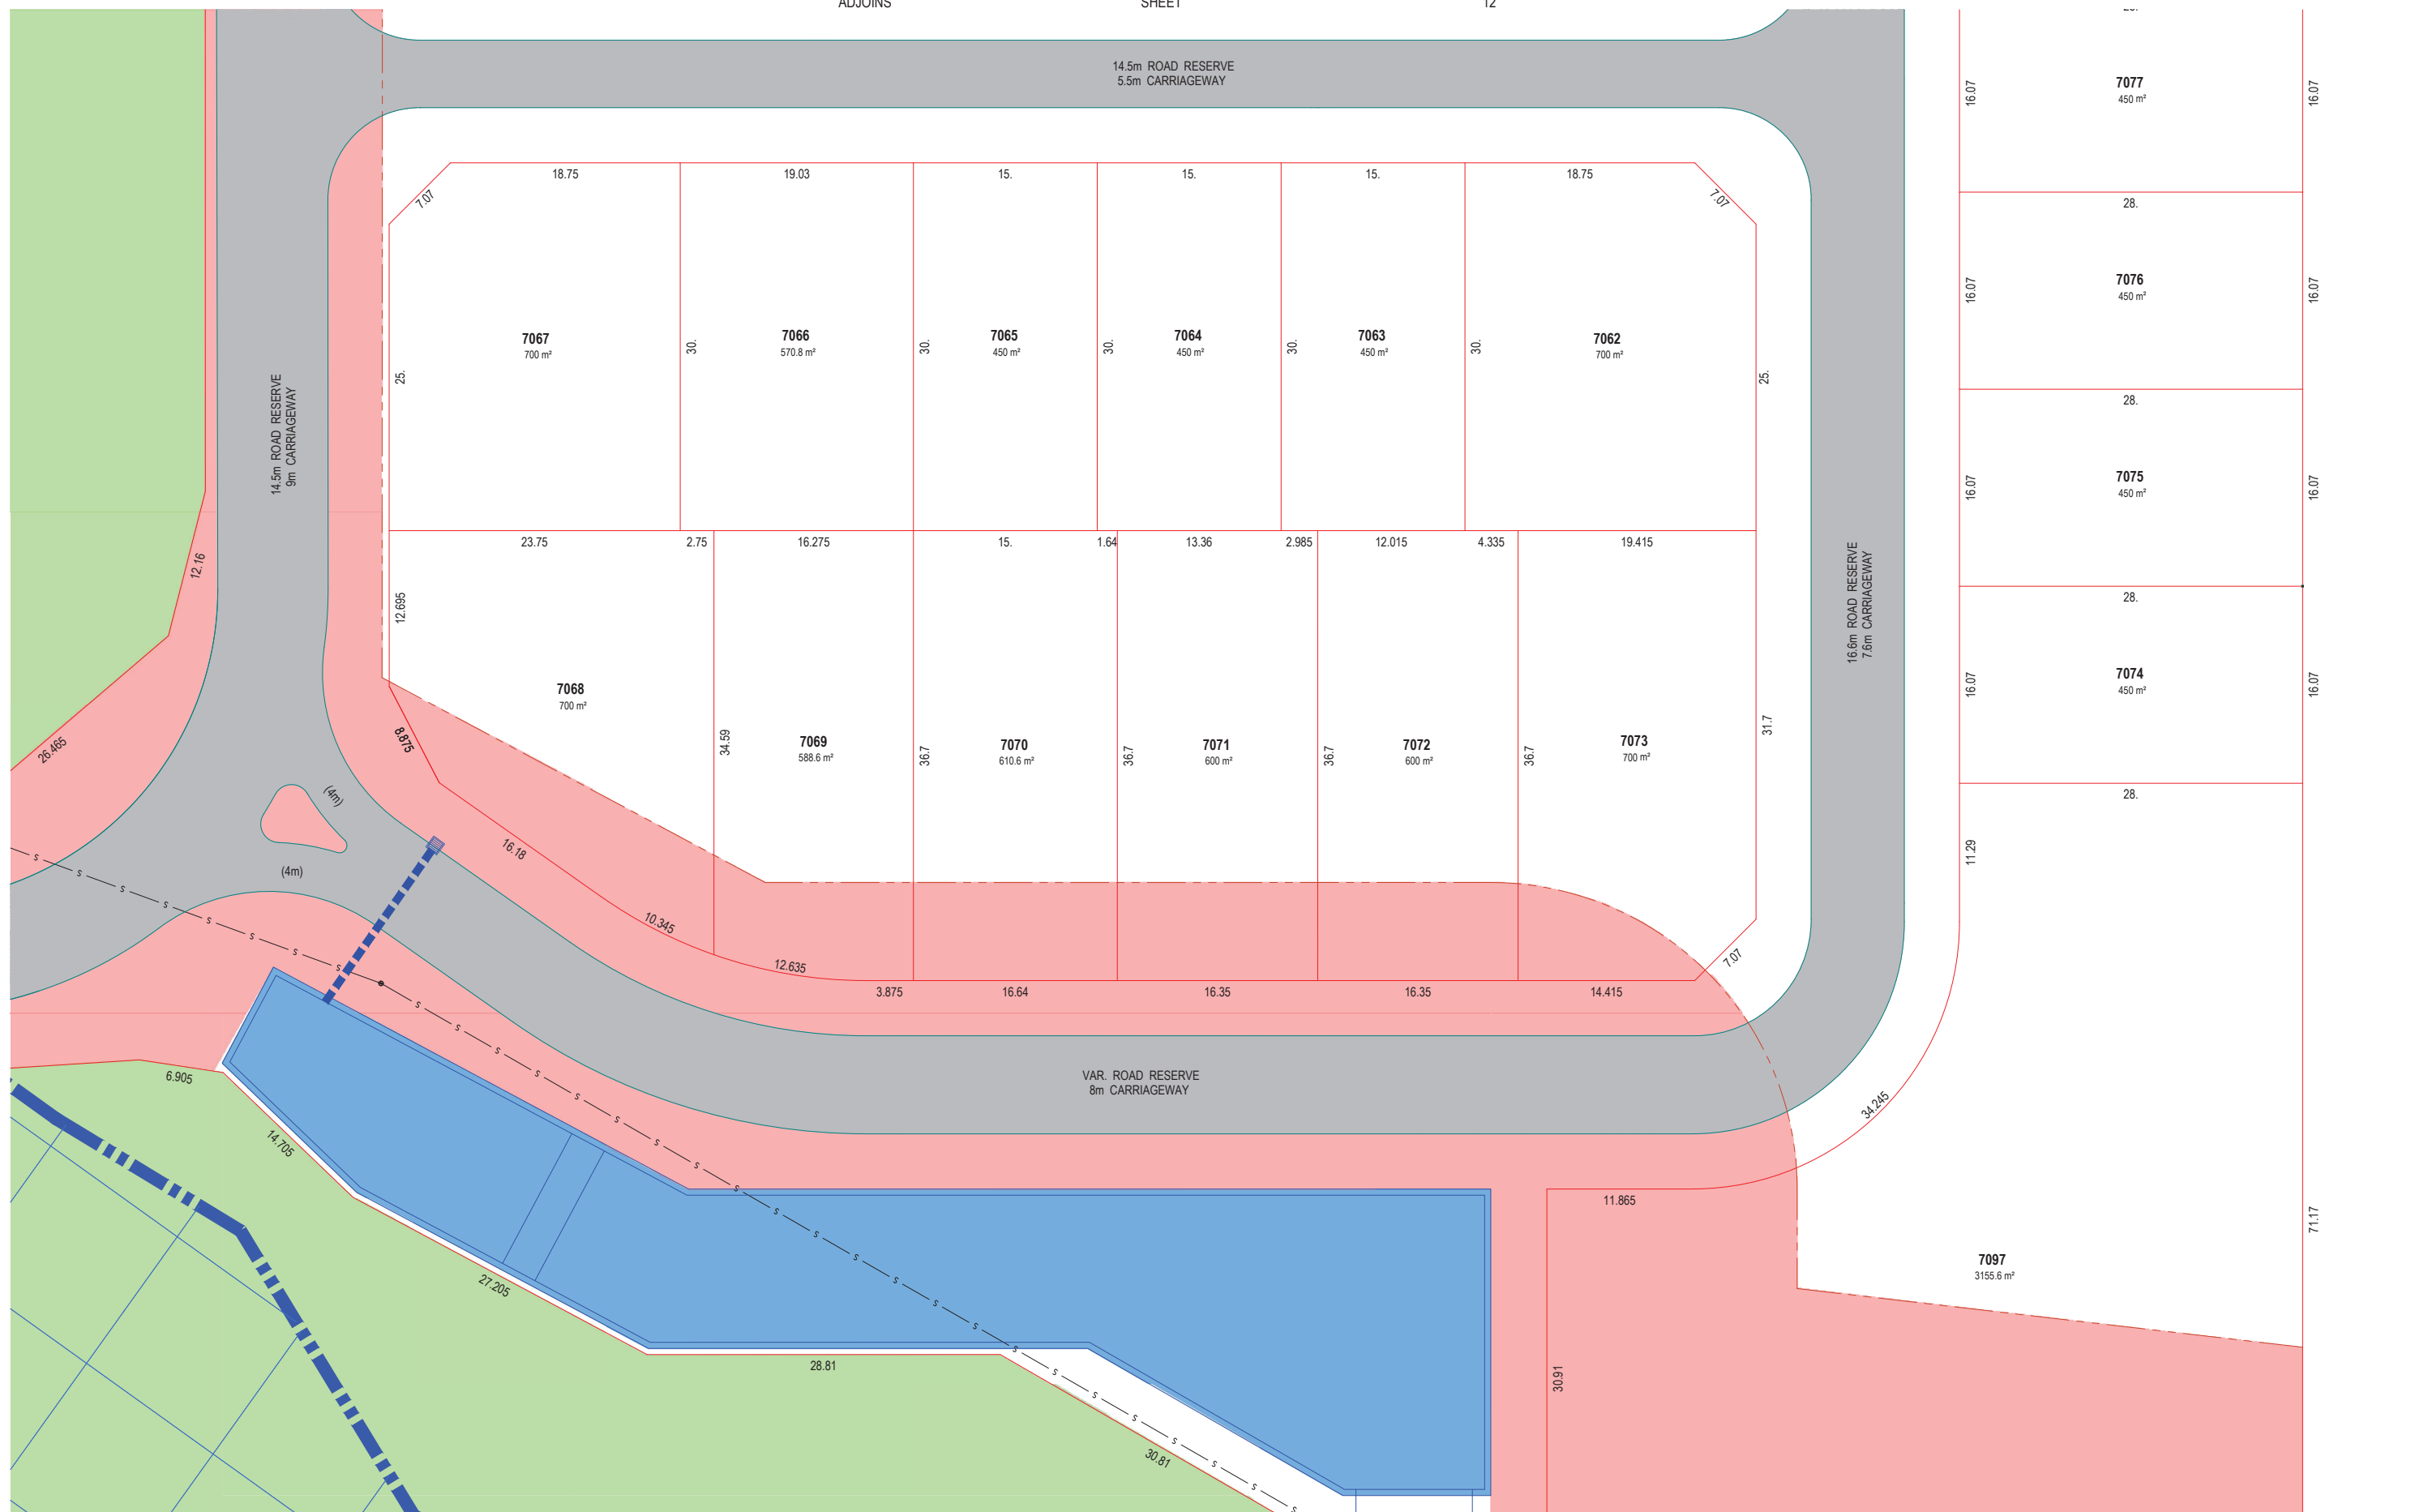 ADJOINS SHEET 12
14.5m ROAD RESERVE
5.5m CARRIAGEWAY
7077
450 m²
16.07
16.07
28.
18.75
19.03
15.
15.
15.
18.75
7.07
7.07
7067
700 m²
7066
570.8 m²
7065
450 m²
7064
450 m²
7063
450 m²
7062
700 m²
25.
30.
30.
30.
30.
30.
25.
7076
450 m²
16.07
16.07
28.
14.5m ROAD RESERVE
9m CARRIAGEWAY
7075
450 m²
16.07
16.07
28.
23.75
2.75
16.275
15.
1.64
13.36
2.985
12.015
4.335
19.415
12.16
12.695
16.6m ROAD RESERVE
7.6m CARRIAGEWAY
7074
450 m²
16.07
16.07
28.
7068
700 m²
7069
588.6 m²
7070
610.6 m²
7071
600 m²
7072
600 m²
7073
700 m²
26.465
8.875
34.59
36.7
36.7
36.7
36.7
31.7
(4m)
(4m)
16.18
10.345
12.635
3.875
16.64
16.35
16.35
14.415
7.07
11.29
s s s s s s s s s s s s s s s s s s s s s s s s s s s s s s s s
VAR. ROAD RESERVE
8m CARRIAGEWAY
6.905
14.705
27.205
28.81
30.81
11.865
34.245
30.91
7097
3155.6 m²
71.17